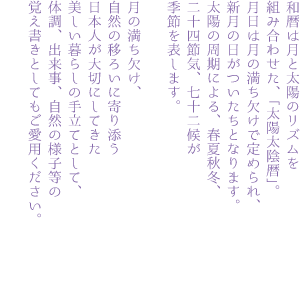 和暦は月と太陽のリズムを
組み合わせた、「太陽太陰暦」。
月日は月の満ち欠けで定められ、
新月の日がついたちとなります。
太陽の周期による、春夏秋冬、
二十四節気、七十二候が
季節を表します。
月の満ち欠け、
自然の移ろいに寄り添う
日本人が大切にしてきた
美しい暮らしの手立てとして、
体調、出来事、自然の様子等の
覚え書きとしてもご愛用ください。